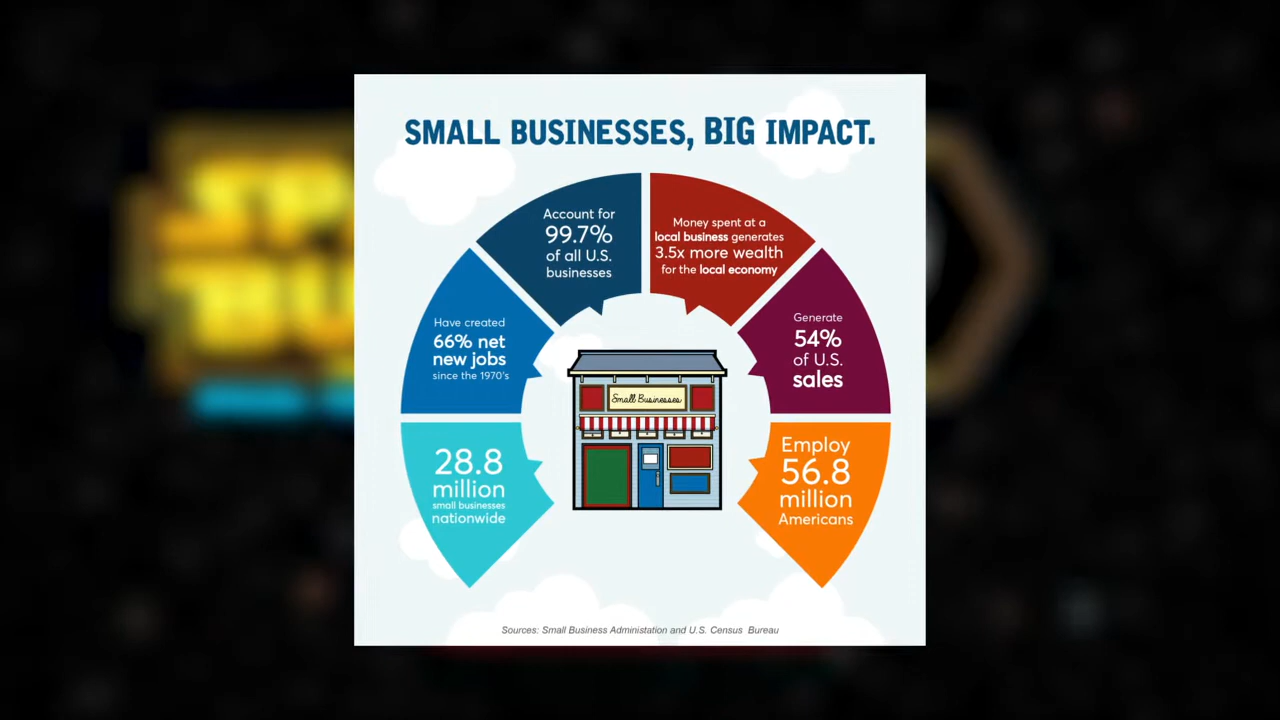 SMALL BUSINESSES, BIG IMPACT.
Account for
99.7%
of all U.S.
businesses
Money spent at a
local business generates
3.5x more wealth
for the local economy
Have created
66% net
new jobs
since the 1970's
Generate
54%
of U.S.
sales
28.8
million
small businesses
nationwide
Employ
56.8
million
Americans
Small Businesses
Sources: Small Business Administation and U.S. Census Bureau